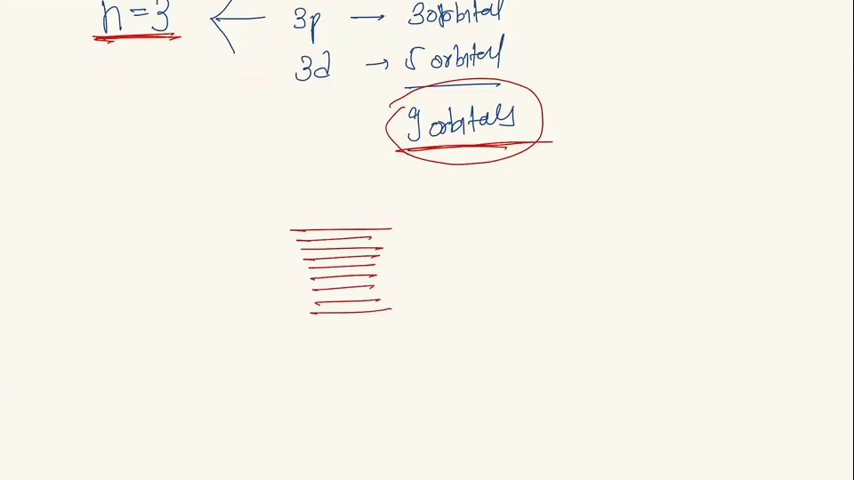 n=3
3p → 3 orbital
3d → 5 orbital
9 orbitals